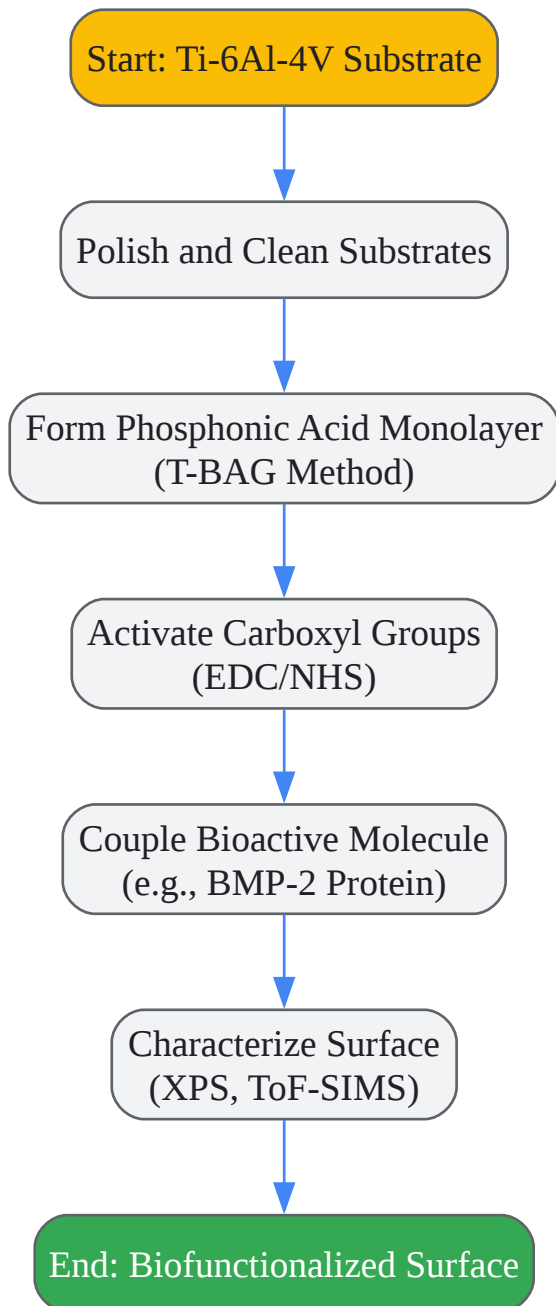 Start: Ti-6Al-4V Substrate
Polish and Clean Substrates
Form Phosphonic Acid Monolayer
(T-BAG Method)
Activate Carboxyl Groups
(EDC/NHS)
Couple Bioactive Molecule
(e.g., BMP-2 Protein)
Characterize Surface
(XPS, ToF-SIMS)
End: Biofunctionalized Surface